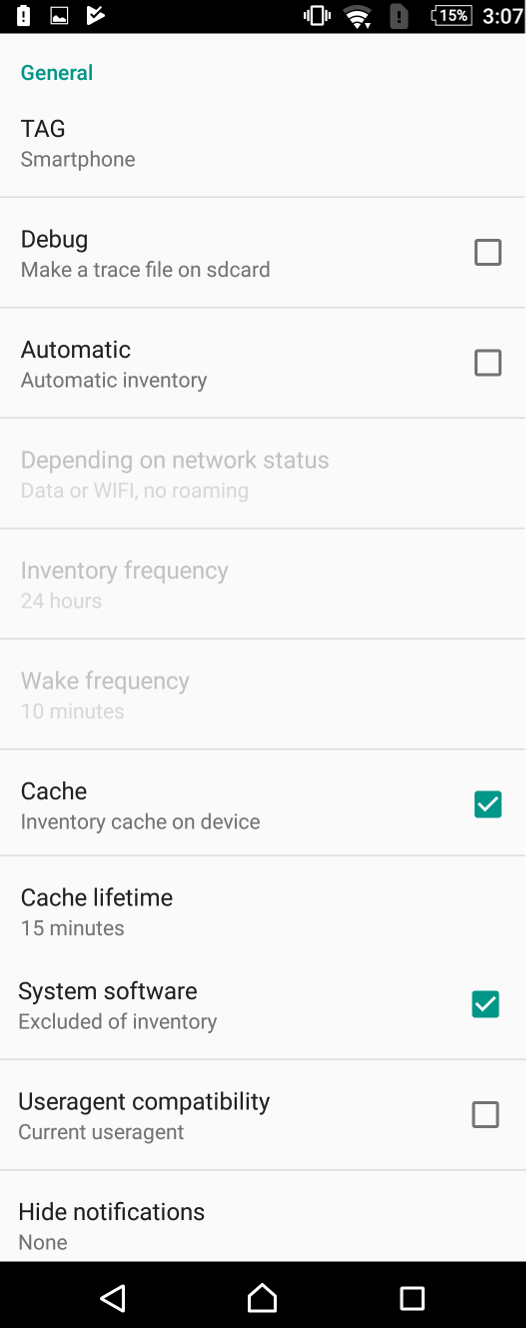 15% 3:07
General
TAG
Smartphone
Debug
Make a trace file on sdcard
Automatic
Automatic inventory
Depending on network status
Data or WIFI, no roaming
Inventory frequency
24 hours
Wake frequency
10 minutes
Cache
Inventory cache on device
Cache lifetime
15 minutes
System software
Excluded of inventory
Useragent compatibility
Current useragent
Hide notifications
None